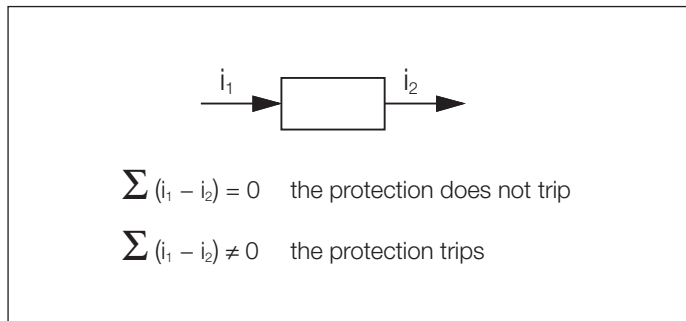 i₁ i₂
Σ (i₁ – i₂) = 0 the protection does not trip
Σ (i₁ – i₂) ≠ 0 the protection trips